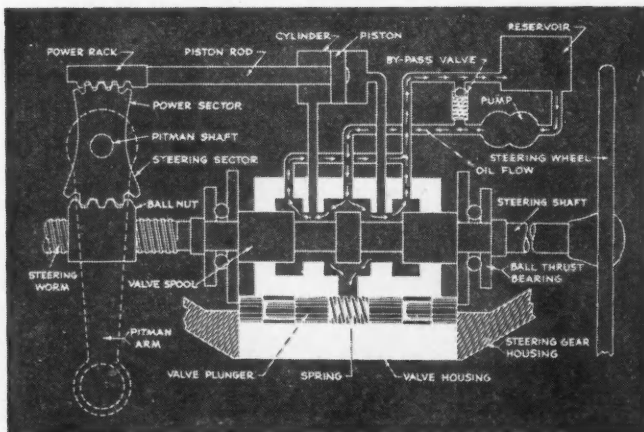 CYLINDER
PISTON
RESERVOIR
POWER RACK
PISTON ROD
BY-PASS VALVE
PUMP
POWER SECTOR
PITMAN SHAFT
STEERING SECTOR
STEERING WHEEL
OIL FLOW
BALL NUT
STEERING SHAFT
STEERING
WORM
VALVE SPOOL
BALL THRUST
BEARING
PITMAN
ARM
STEERING GEAR
HOUSING
VALVE PLUNGER
SPRING
VALVE HOUSING